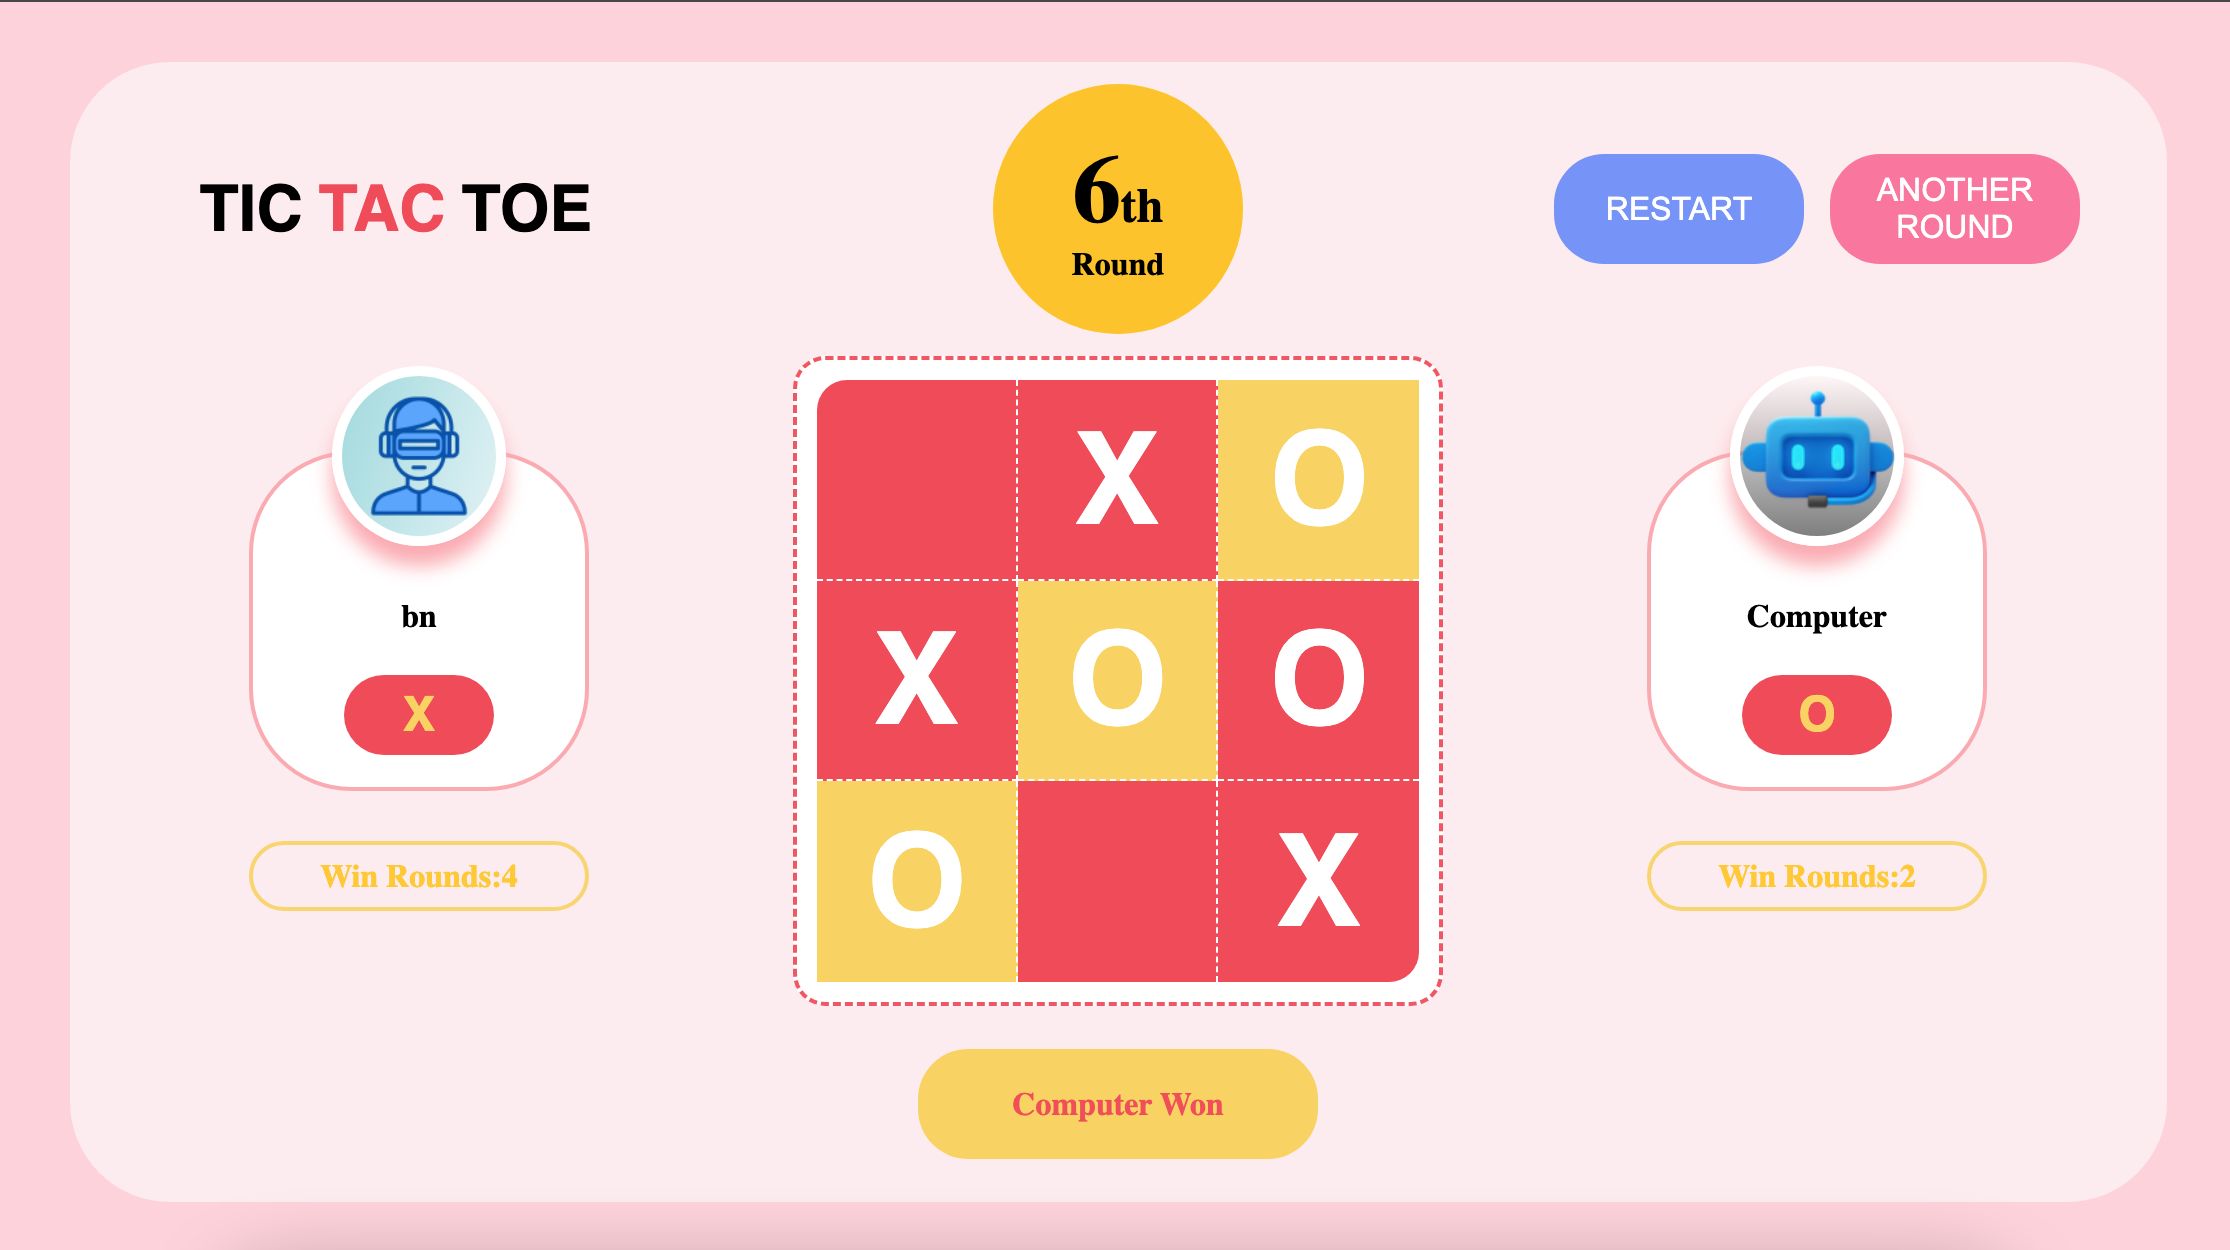 TIC TAC TOE
6th
Round
RESTART
ANOTHER
ROUND
X O
X O O
O X
bn
X
Win Rounds:4
Computer
O
Win Rounds:2
Computer Won